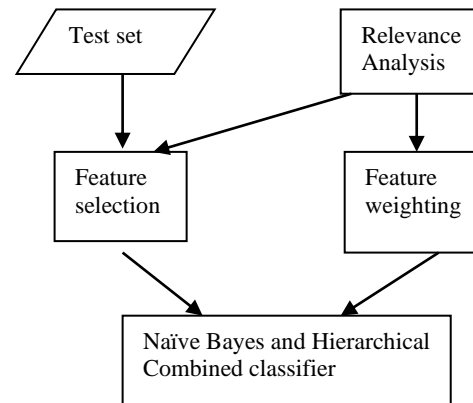 Test set
Relevance
Analysis
Feature
selection
Feature
weighting
Naïve Bayes and Hierarchical
Combined classifier